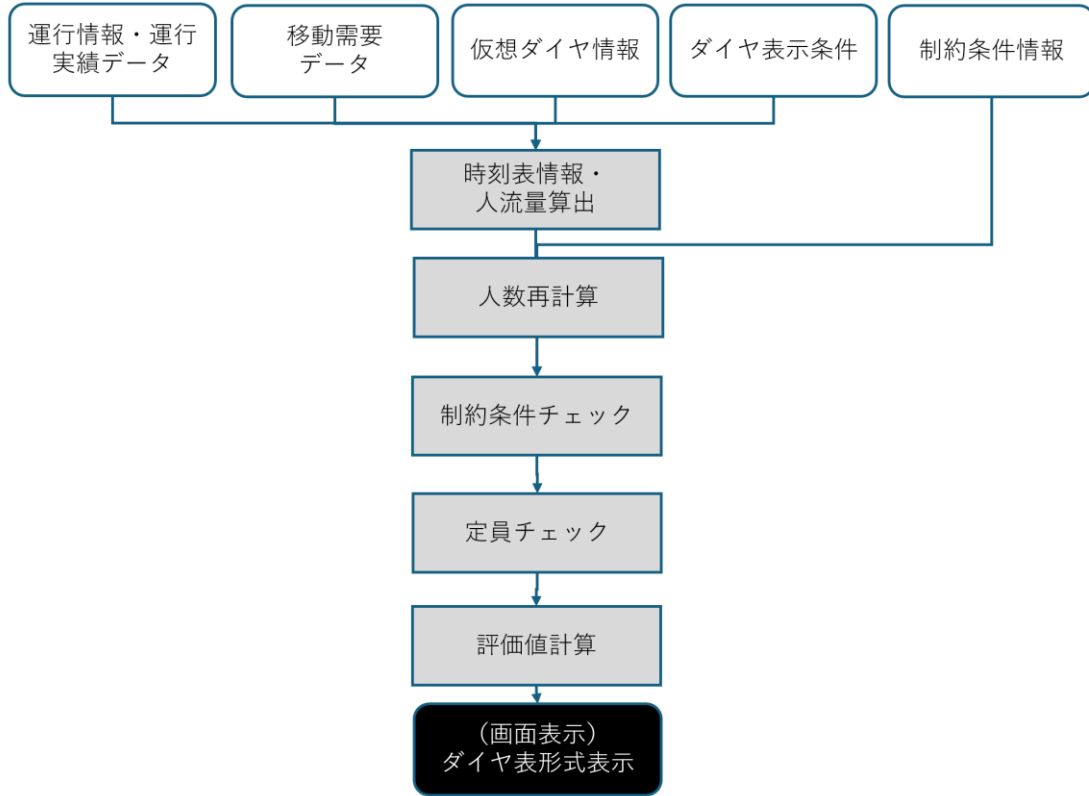 運行情報・運行
実績データ
移動需要
データ
仮想ダイヤ情報
ダイヤ表示条件
制約条件情報
時刻表情報・
人流量算出
人数再計算
制約条件チェック
定員チェック
評価値計算
(画面表示)
ダイヤ表形式表示